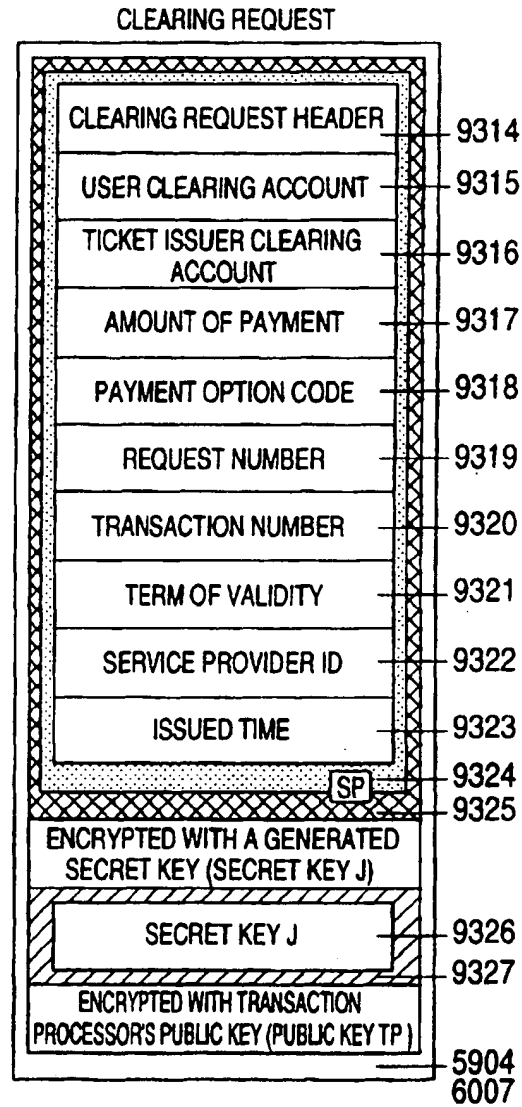 CLEARING REQUEST
CLEARING REQUEST HEADER 9314
USER CLEARING ACCOUNT 9315
TICKET ISSUER CLEARING
ACCOUNT 9316
AMOUNT OF PAYMENT 9317
PAYMENT OPTION CODE 9318
REQUEST NUMBER 9319
TRANSACTION NUMBER 9320
TERM OF VALIDITY 9321
SERVICE PROVIDER ID 9322
ISSUED TIME 9323
SP 9324
9325
ENCRYPTED WITH A GENERATED
SECRET KEY (SECRET KEY J)
SECRET KEY J 9326
9327
ENCRYPTED WITH TRANSACTION
PROCESSOR'S PUBLIC KEY (PUBLIC KEY TP)
5904
6007